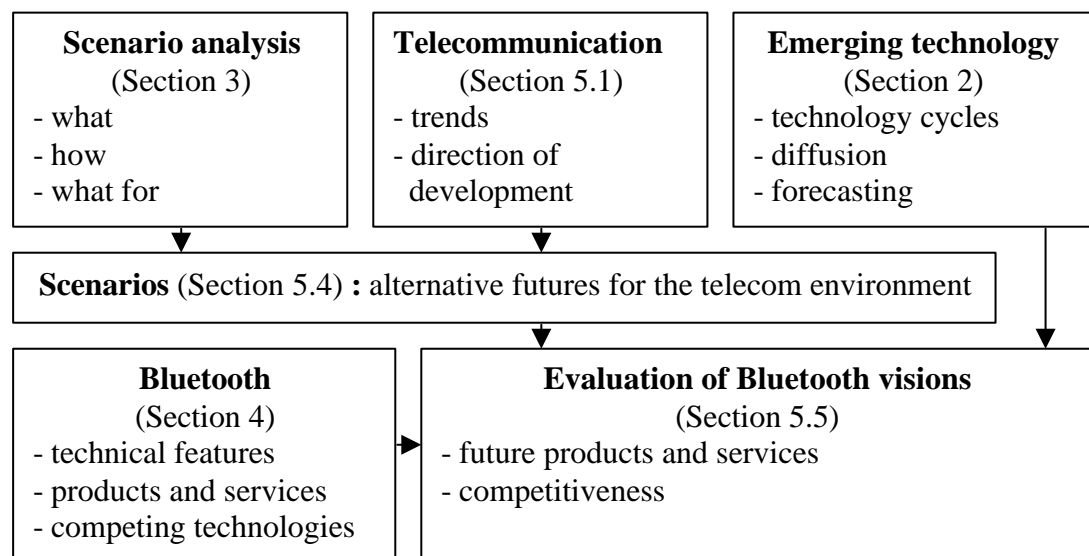 Scenario analysis
(Section 3)
- what
- how
- what for
Telecommunication
(Section 5.1)
- trends
- direction of
development
Emerging technology
(Section 2)
- technology cycles
- diffusion
- forecasting
Scenarios (Section 5.4) : alternative futures for the telecom environment
Bluetooth
(Section 4)
- technical features
- products and services
- competing technologies
Evaluation of Bluetooth visions
(Section 5.5)
- future products and services
- competitiveness